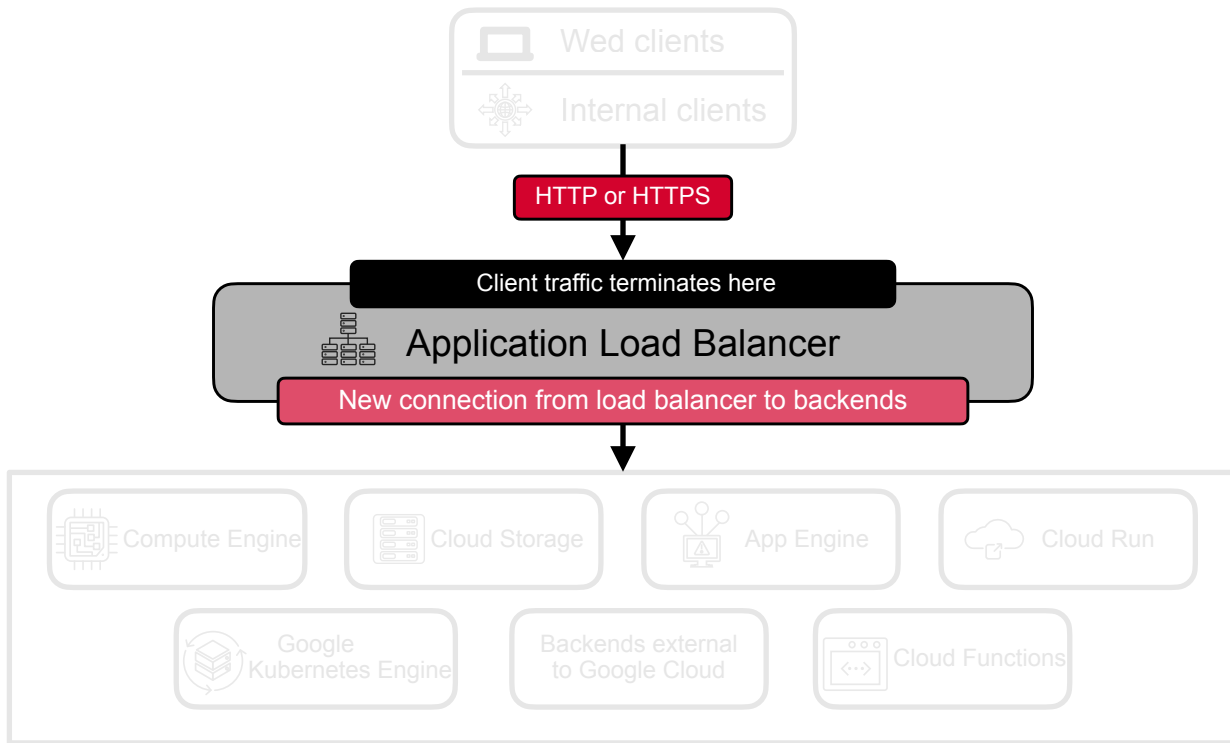 Wed clients
Internal clients
HTTP or HTTPS
Client traffic terminates here
Application Load Balancer
New connection from load balancer to backends
Compute Engine
Cloud Storage
App Engine
Cloud Run
Google
Kubernetes Engine
Backends external
to Google Cloud
Cloud Functions